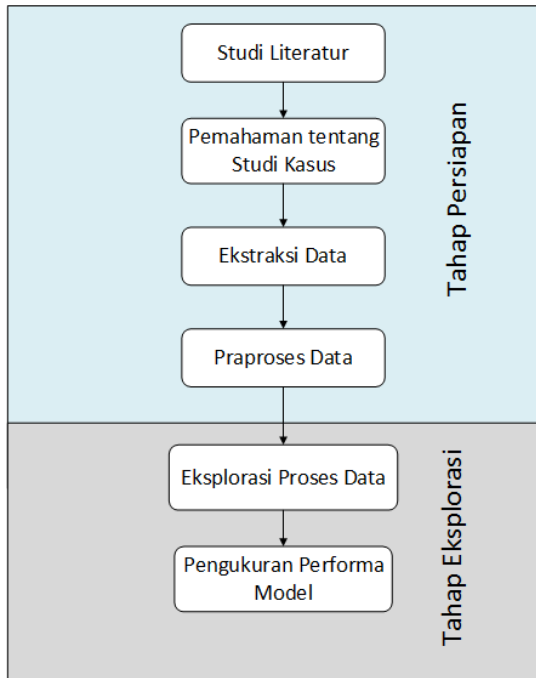 Studi Literatur
Pemahaman tentang
Studi Kasus
Ekstraksi Data
Praproses Data
Tahap Persiapan
Eksplorasi Proses Data
Pengukuran Performa
Model
Tahap Eksplorasi